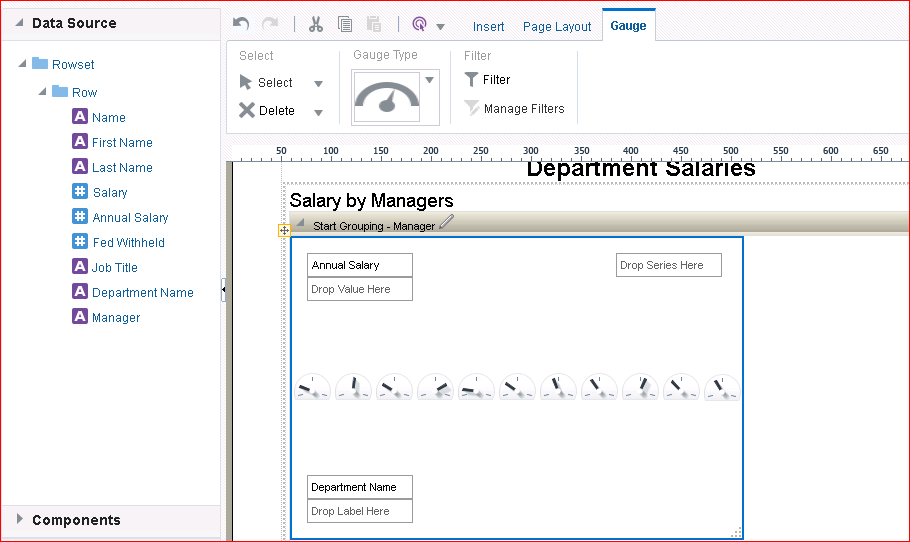 Data Source
Rowset
Row
A Name
A First Name
A Last Name
# Salary
# Annual Salary
# Fed Withheld
A Job Title
A Department Name
A Manager
Components
Insert Page Layout Gauge
Select Gauge Type Filter
Select Filter
Delete Manage Filters
50 100 150 200 250 300 350 400 450 500 550 600 650
Department Salaries
Salary by Managers
Start Grouping - Manager
Annual Salary Drop Series Here
Drop Value Here
Department Name
Drop Label Here